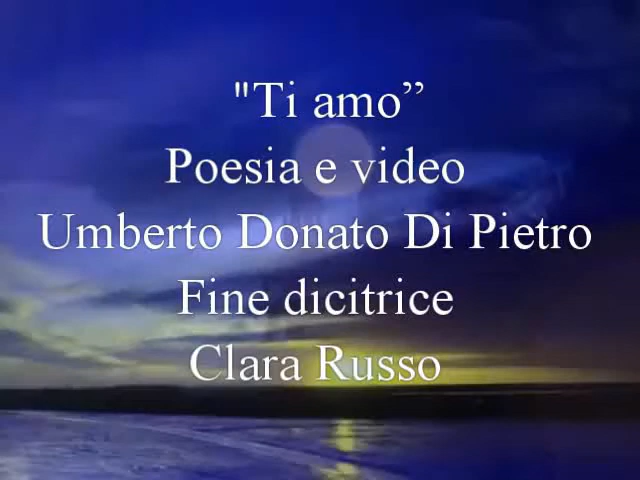 "Ti amo”
Poesia e video
Umberto Donato Di Pietro
Fine dicitrice
Clara Russo